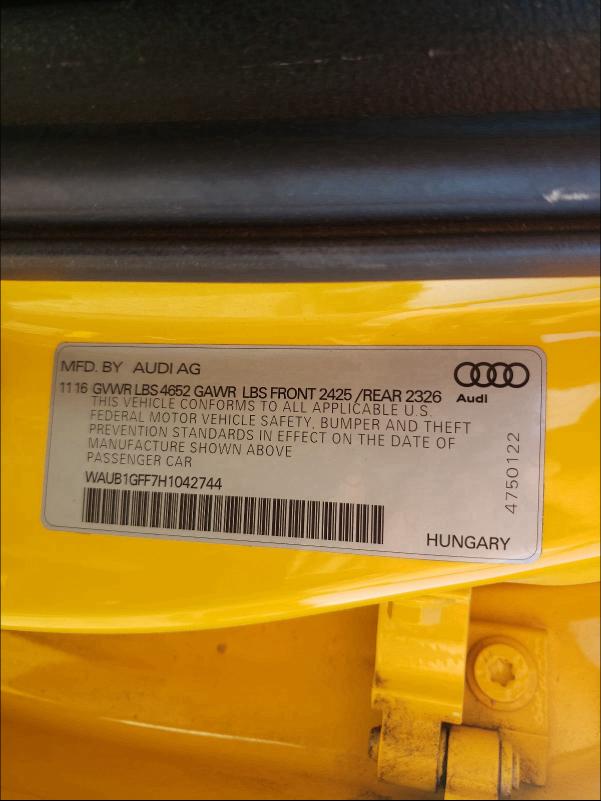 MFD. BY AUDI AG
11 16 GVWR LBS 4652 GAWR LBS FRONT 2425 /REAR 2326
Audi
THIS VEHICLE CONFORMS TO ALL APPLICABLE U.S.
FEDERAL MOTOR VEHICLE SAFETY, BUMPER AND THEFT
PREVENTION STANDARDS IN EFFECT ON THE DATE OF
MANUFACTURE SHOWN ABOVE
PASSENGER CAR
WAUB1GFF7H1042744
4750122
HUNGARY